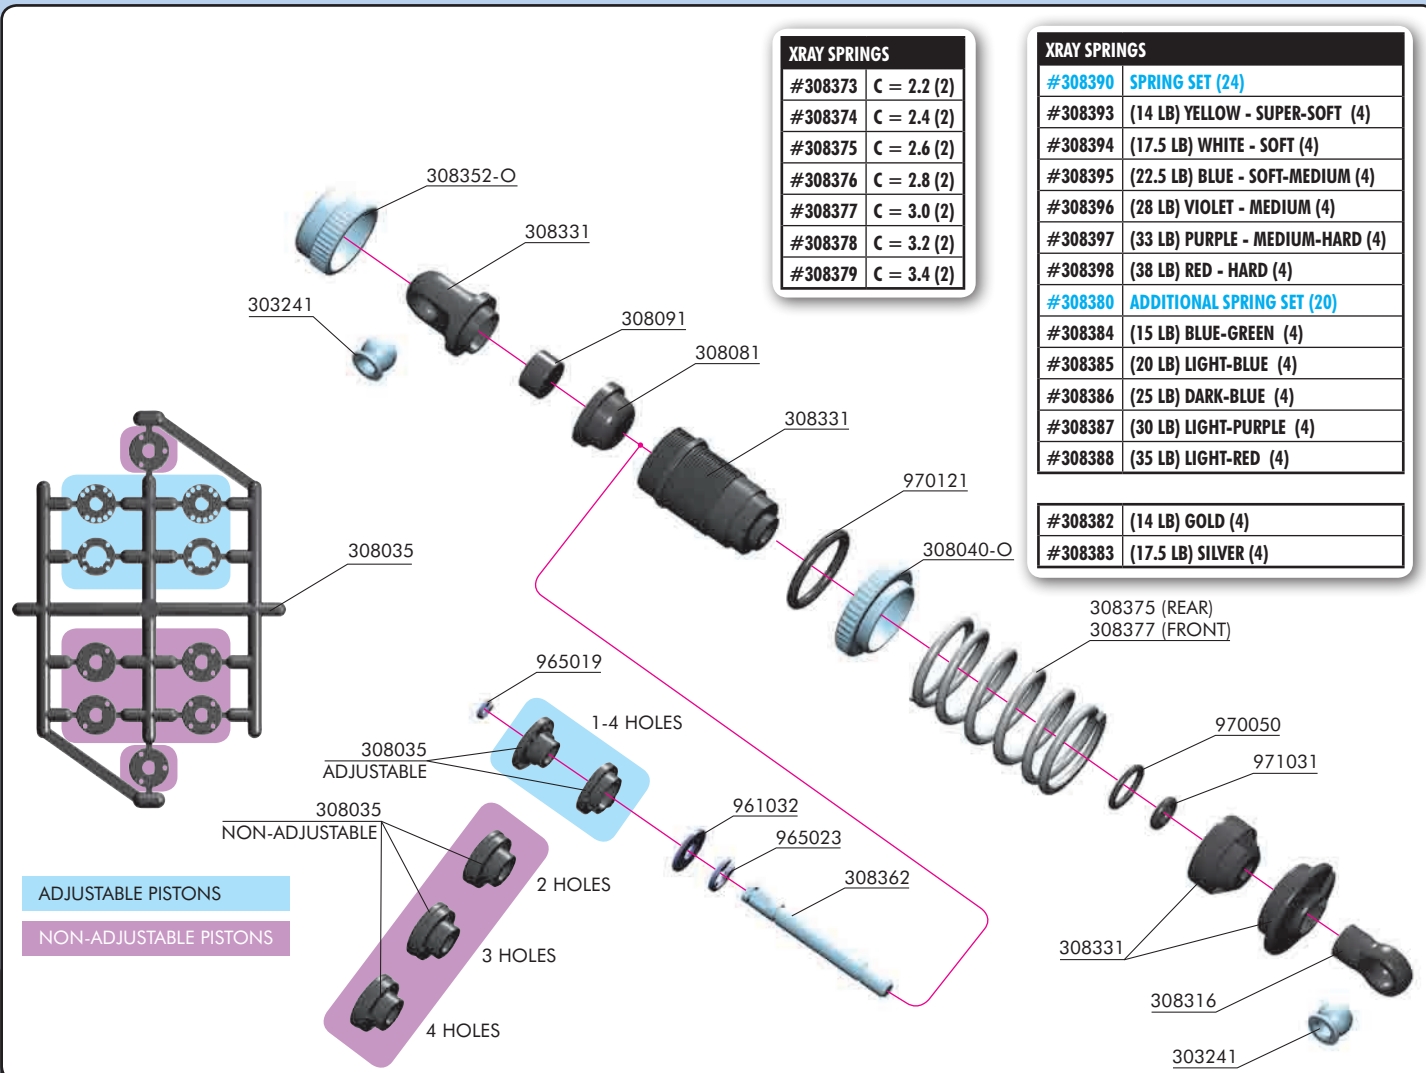 XRAY SPRINGS
#308373 C = 2.2 (2)
#308374 C = 2.4 (2)
#308375 C = 2.6 (2)
#308376 C = 2.8 (2)
#308377 C = 3.0 (2)
#308378 C = 3.2 (2)
#308379 C = 3.4 (2)
XRAY SPRINGS
#308390 SPRING SET (24)
#308393 (14 LB) YELLOW - SUPER-SOFT (4)
#308394 (17.5 LB) WHITE - SOFT (4)
#308395 (22.5 LB) BLUE - SOFT-MEDIUM (4)
#308396 (28 LB) VIOLET - MEDIUM (4)
#308397 (33 LB) PURPLE - MEDIUM-HARD (4)
#308398 (38 LB) RED - HARD (4)
#308380 ADDITIONAL SPRING SET (20)
#308384 (15 LB) BLUE-GREEN (4)
#308385 (20 LB) LIGHT-BLUE (4)
#308386 (25 LB) DARK-BLUE (4)
#308387 (30 LB) LIGHT-PURPLE (4)
#308388 (35 LB) LIGHT-RED (4)
#308382 (14 LB) GOLD (4)
#308383 (17.5 LB) SILVER (4)
308352-O
308331
303241
308091
308081
308331
970121
308040-O
308035
308375 (REAR)
308377 (FRONT)
965019
1-4 HOLES
308035
ADJUSTABLE
970050
971031
308035
NON-ADJUSTABLE
961032
965023
308362
2 HOLES
ADJUSTABLE PISTONS
NON-ADJUSTABLE PISTONS
3 HOLES
308331
308316
4 HOLES
303241